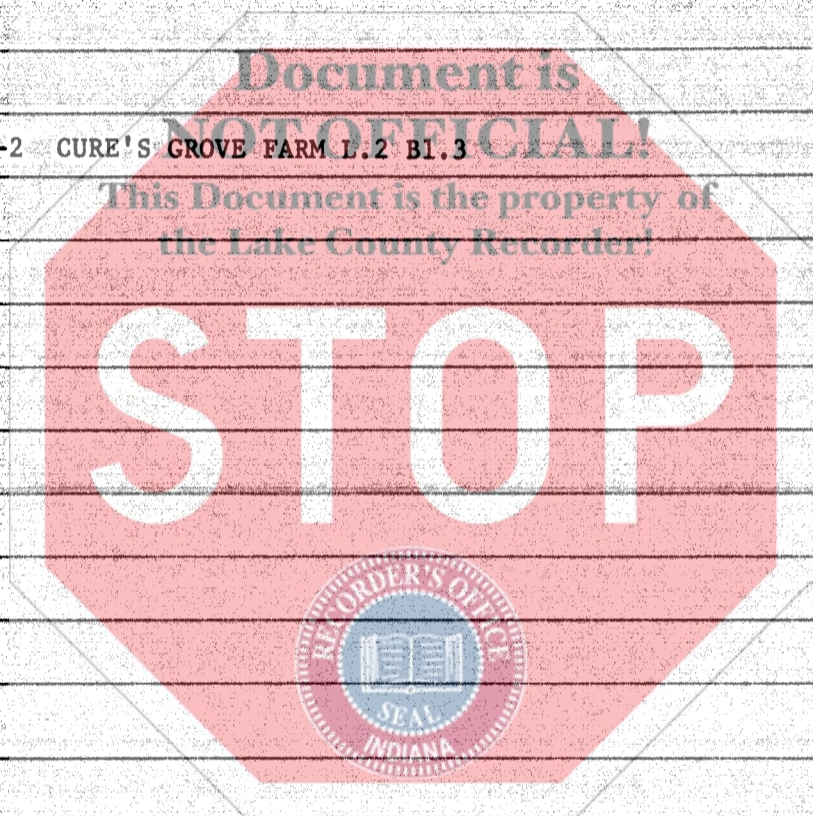 Document is
NOT OFFICIAL!
-2 CURE'S GROVE FARM L.2 Bl.3
This Document is the property of
the Lake County Recorder!
STOP
RECORDER'S OFFICE
SEAL
INDIANA